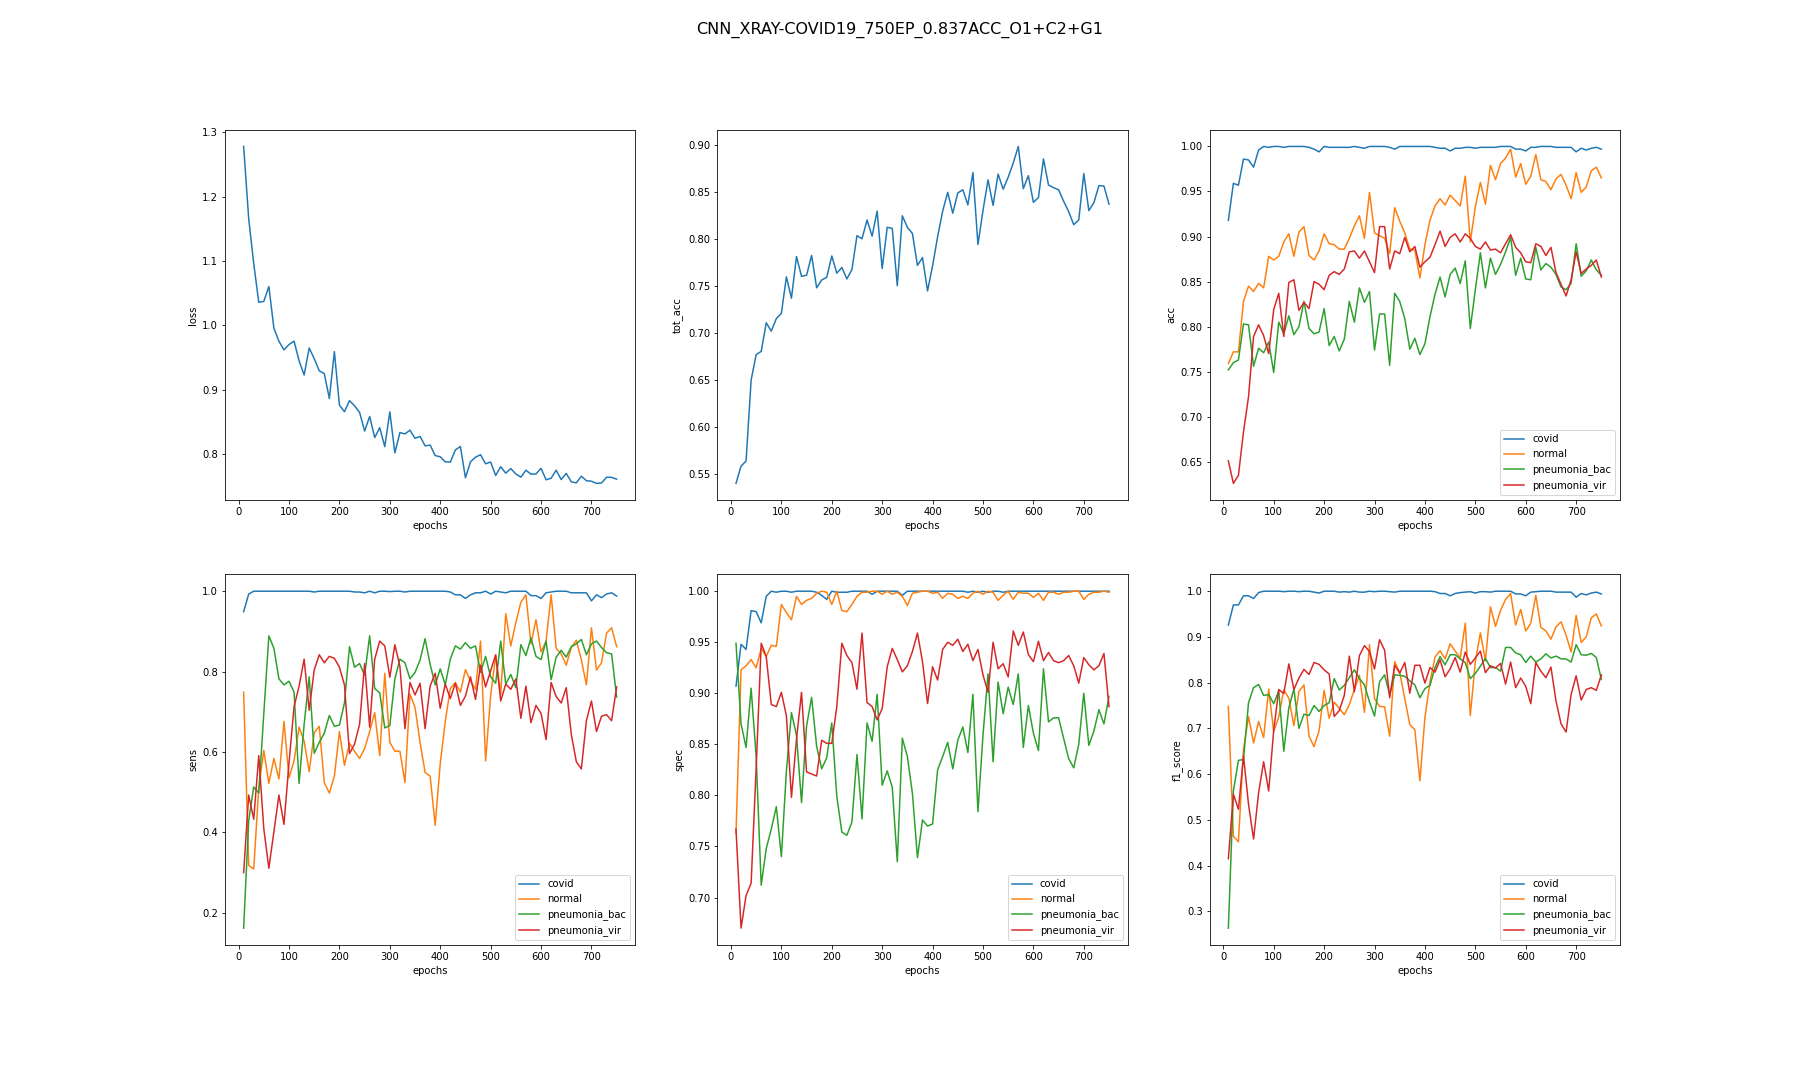 CNN_XRAY-COVID19_750EP_0.837ACC_O1+C2+G1
1.3
1.2
1.1
1.0
0.9
0.8
loss
0 100 200 300 400 500 600 700
epochs
0.90
0.85
0.80
0.75
0.70
0.65
0.60
0.55
tot_acc
0 100 200 300 400 500 600 700
epochs
1.00
0.95
0.90
0.85
0.80
0.75
0.70
0.65
acc
covid
normal
pneumonia_bac
pneumonia_vir
0 100 200 300 400 500 600 700
epochs
1.0
0.8
0.6
0.4
0.2
sens
covid
normal
pneumonia_bac
pneumonia_vir
0 100 200 300 400 500 600 700
epochs
1.00
0.95
0.90
0.85
0.80
0.75
0.70
spec
covid
normal
pneumonia_bac
pneumonia_vir
0 100 200 300 400 500 600 700
epochs
1.0
0.9
0.8
0.7
0.6
0.5
0.4
0.3
f1_score
covid
normal
pneumonia_bac
pneumonia_vir
0 100 200 300 400 500 600 700
epochs